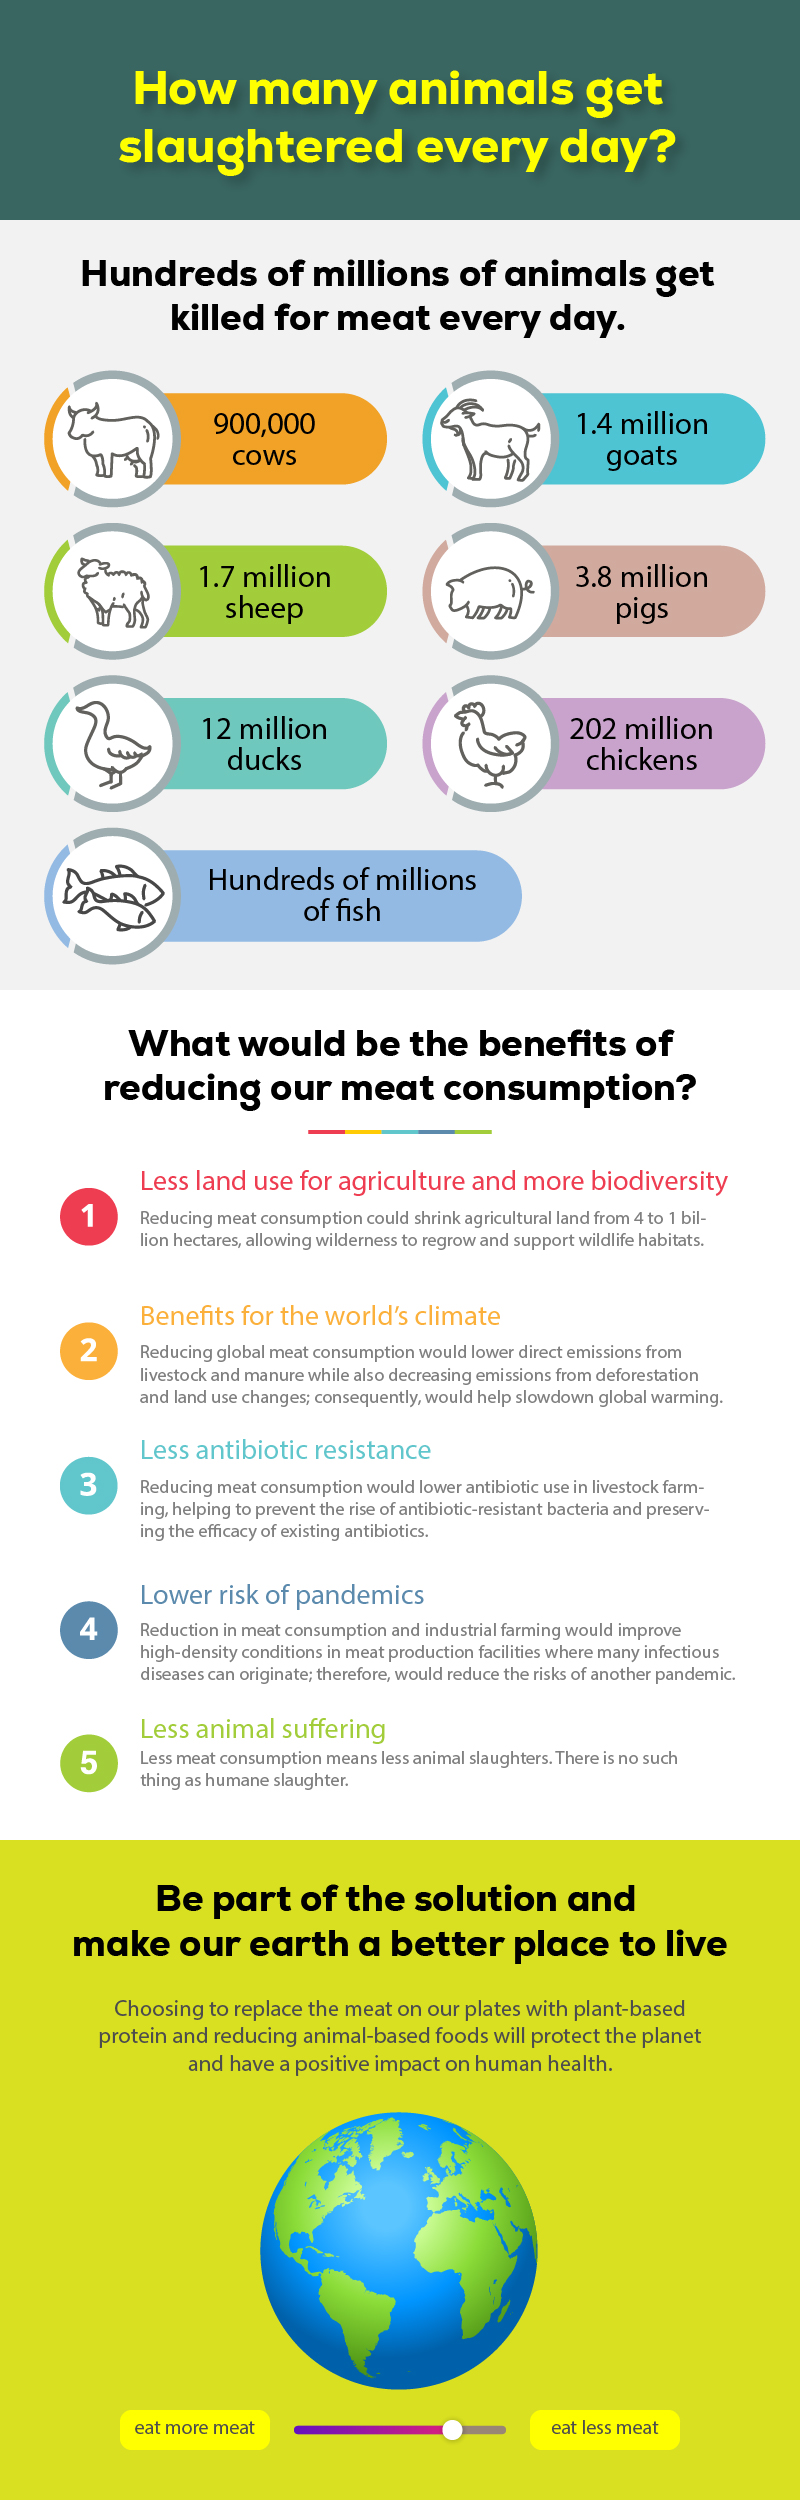 How many animals get
slaughtered every day?
Hundreds of millions of animals get
killed for meat every day.
900,000
cows
1.4 million
goats
1.7 million
sheep
3.8 million
pigs
12 million
ducks
202 million
chickens
Hundreds of millions
of fish
What would be the benefits of
reducing our meat consumption?
1
Less land use for agriculture and more biodiversity
Reducing meat consumption could shrink agricultural land from 4 to 1 bil-
lion hectares, allowing wilderness to regrow and support wildlife habitats.
2
Benefits for the world's climate
Reducing global meat consumption would lower direct emissions from
livestock and manure while also decreasing emissions from deforestation
and land use changes; consequently, would help slowdown global warming.
3
Less antibiotic resistance
Reducing meat consumption would lower antibiotic use in livestock farm-
ing, helping to prevent the rise of antibiotic-resistant bacteria and preserv-
ing the efficacy of existing antibiotics.
4
Lower risk of pandemics
Reduction in meat consumption and industrial farming would improve
high-density conditions in meat production facilities where many infectious
diseases can originate; therefore, would reduce the risks of another pandemic.
5
Less animal suffering
Less meat consumption means less animal slaughters. There is no such
thing as humane slaughter.
Be part of the solution and
make our earth a better place to live
Choosing to replace the meat on our plates with plant-based
protein and reducing animal-based foods will protect the planet
and have a positive impact on human health.
eat more meat
eat less meat